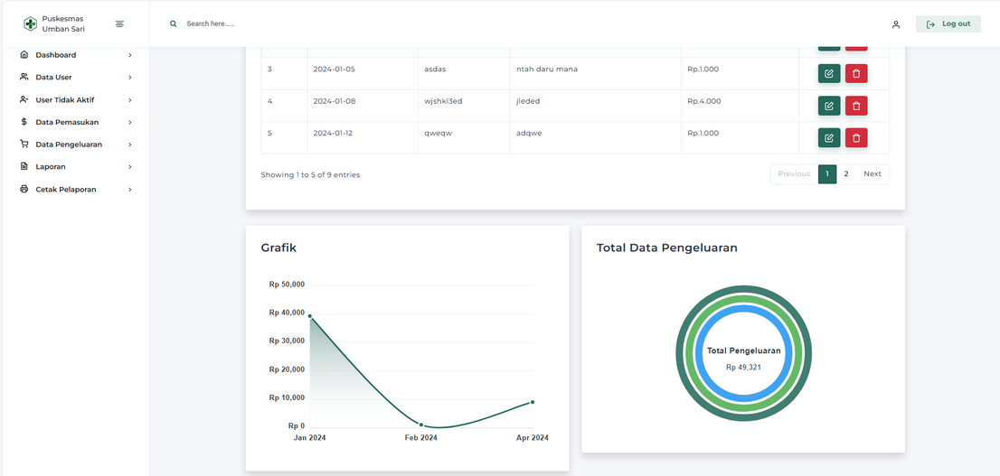 Puskesmas
Umban Sari
Search here.....
Log out
Dashboard
Data User
User Tidak Aktif
Data Pemasukan
Data Pengeluaran
Laporan
Cetak Pelaporan
3 2024-01-05 asdas ntah daru mana Rp.1.000
4 2024-01-08 wjshkl3ed jleded Rp.4.000
5 2024-01-12 qweqw adqwe Rp.1.000
Showing 1 to 5 of 9 entries
Previous 1 2 Next
Grafik
Rp 50,000
Rp 40,000
Rp 30,000
Rp 20,000
Rp 10,000
Rp 0
Jan 2024 Feb 2024 Apr 2024
Total Data Pengeluaran
Total Pengeluaran
Rp 49,321